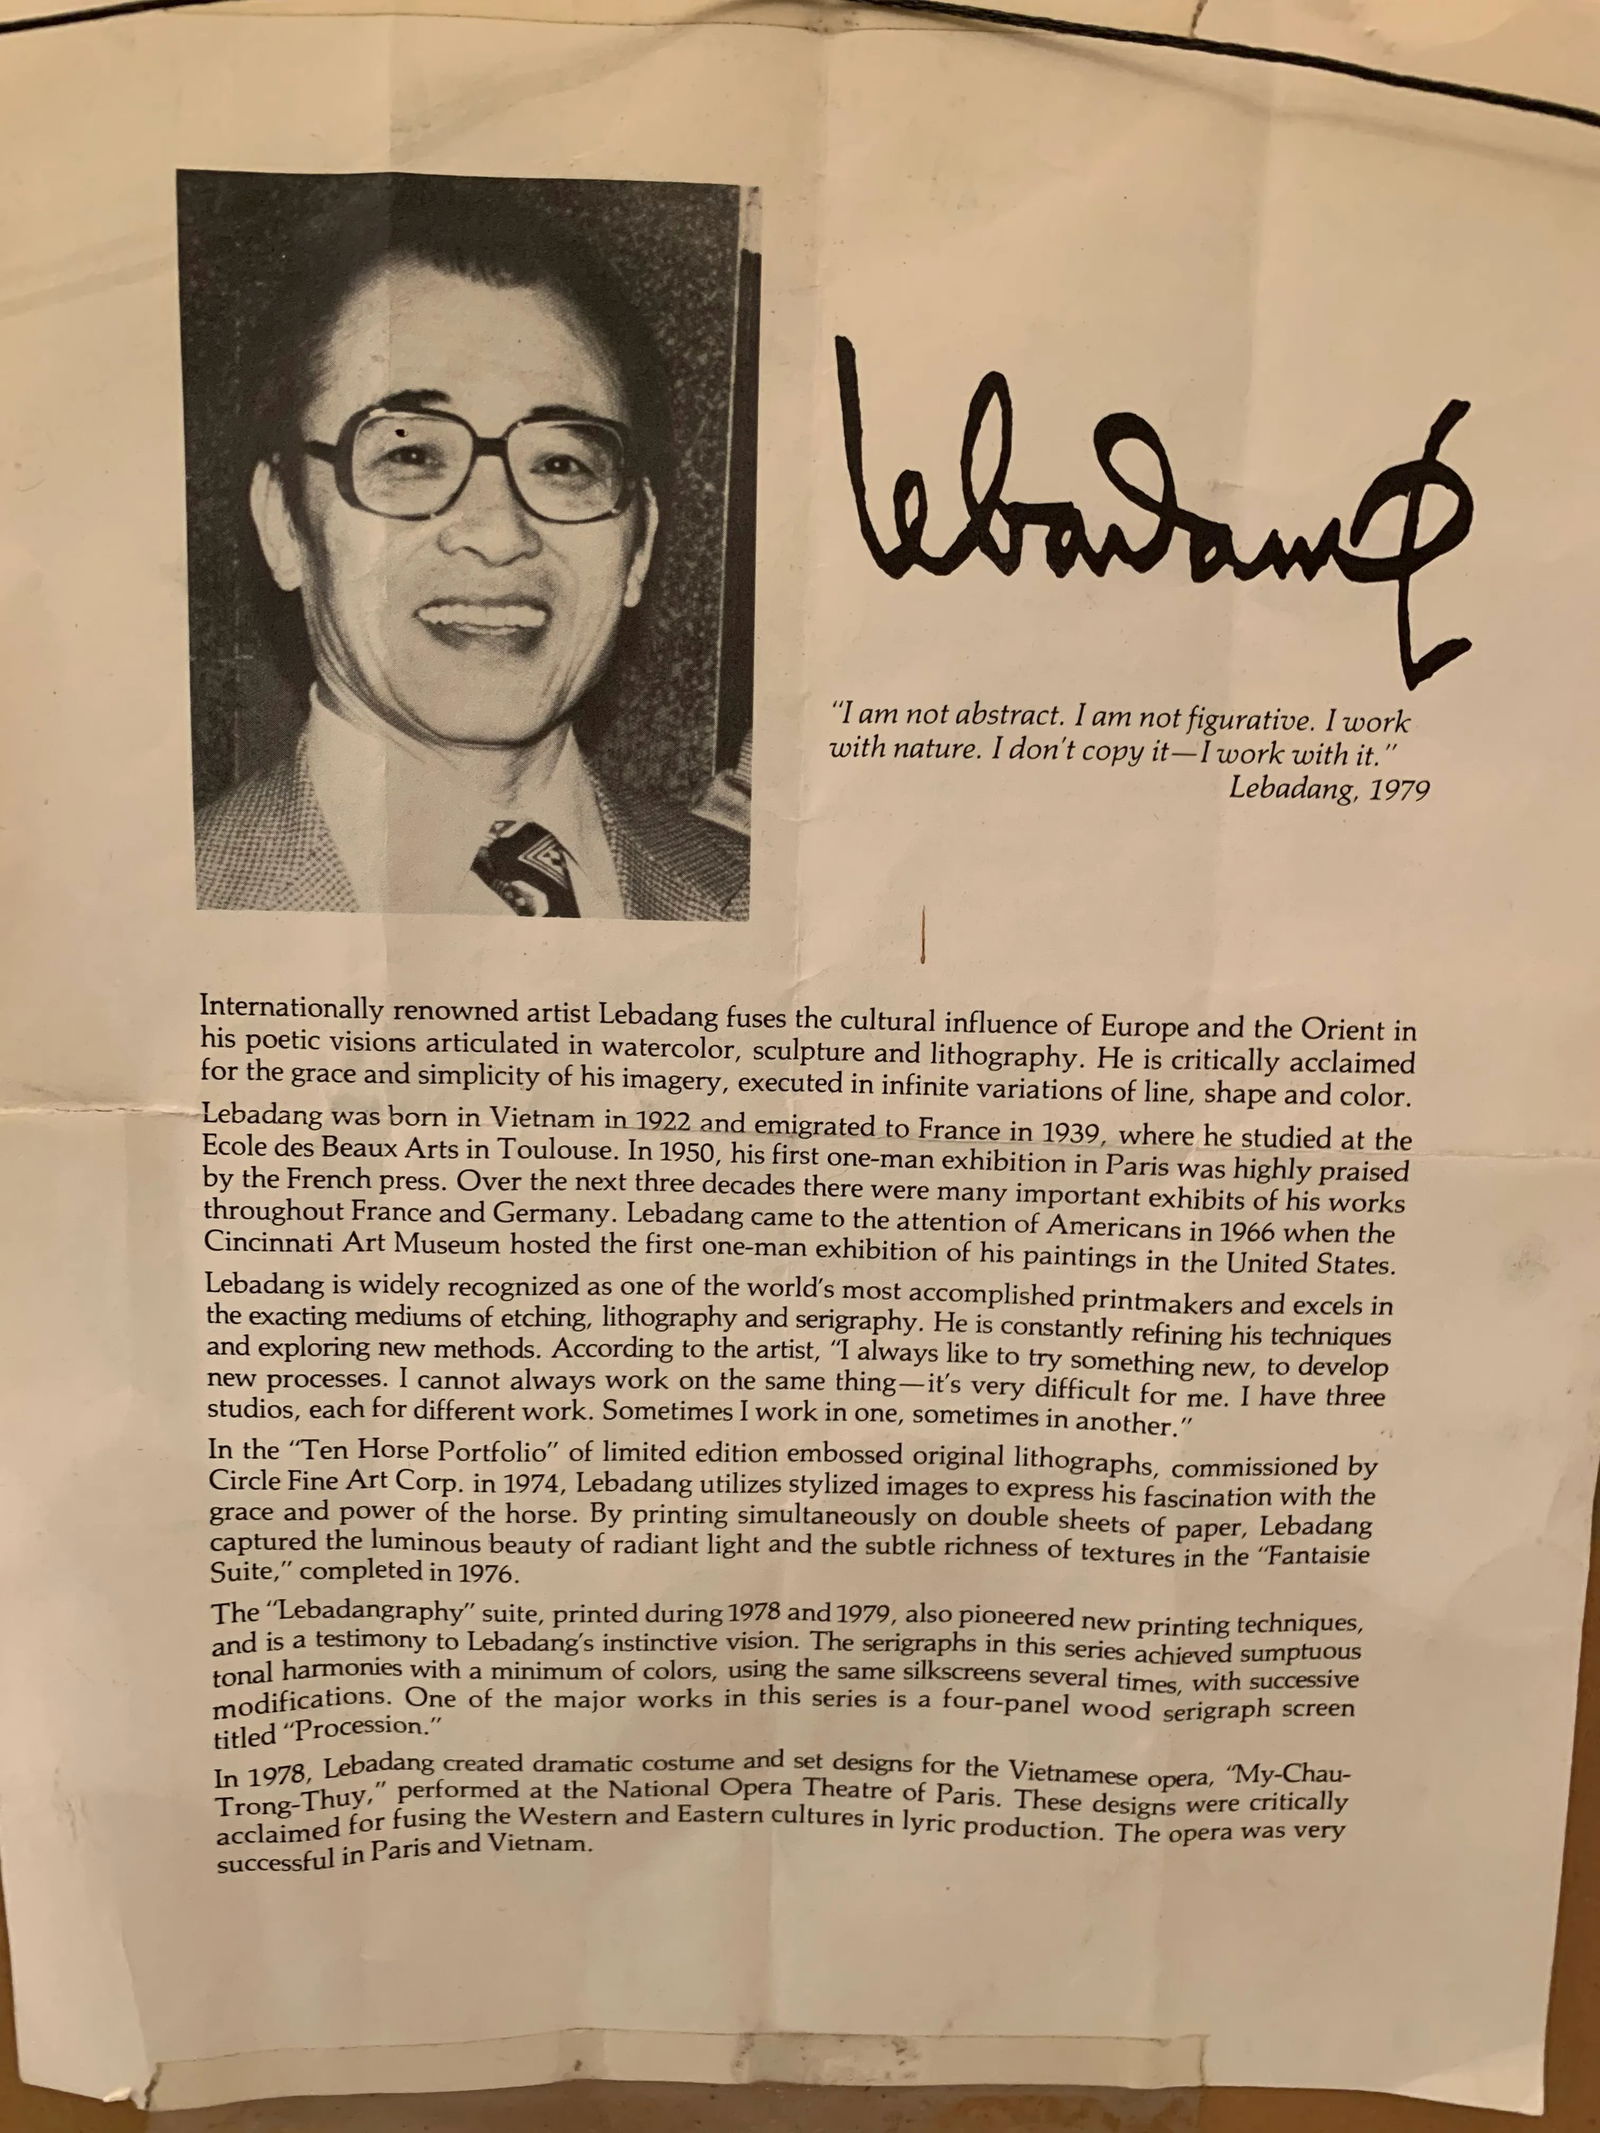 Lebadang
"I am not abstract. I am not figurative. I work
with nature. I don't copy it—I work with it."
Lebadang, 1979
Internationally renowned artist Lebadang fuses the cultural influence of Europe and the Orient in
his poetic visions articulated in watercolor, sculpture and lithography. He is critically acclaimed
for the grace and simplicity of his imagery, executed in infinite variations of line, shape and color.
Lebadang was born in Vietnam in 1922 and emigrated to France in 1939, where he studied at the
Ecole des Beaux Arts in Toulouse. In 1950, his first one-man exhibition in Paris was highly praised
by the French press. Over the next three decades there were many important exhibits of his works
throughout France and Germany. Lebadang came to the attention of Americans in 1966 when the
Cincinnati Art Museum hosted the first one-man exhibition of his paintings in the United States.
Lebadang is widely recognized as one of the world's most accomplished printmakers and excels in
the exacting mediums of etching, lithography and serigraphy. He is constantly refining his techniques
and exploring new methods. According to the artist, "I always like to try something new, to develop
new processes. I cannot always work on the same thing—it's very difficult for me. I have three
studios, each for different work. Sometimes I work in one, sometimes in another."
In the "Ten Horse Portfolio" of limited edition embossed original lithographs, commissioned by
Circle Fine Art Corp. in 1974, Lebadang utilizes stylized images to express his fascination with the
grace and power of the horse. By printing simultaneously on double sheets of paper, Lebadang
captured the luminous beauty of radiant light and the subtle richness of textures in the "Fantaisie
Suite," completed in 1976.
The "Lebadangraphy" suite, printed during 1978 and 1979, also pioneered new printing techniques,
and is a testimony to Lebadang's instinctive vision. The serigraphs in this series achieved sumptuous
tonal harmonies with a minimum of colors, using the same silkscreens several times, with successive
modifications. One of the major works in this series is a four-panel wood serigraph screen
titled "Procession."
In 1978, Lebadang created dramatic costume and set designs for the Vietnamese opera, "My-Chau-
Trong-Thuy," performed at the National Opera Theatre of Paris. These designs were critically
acclaimed for fusing the Western and Eastern cultures in lyric production. The opera was very
successful in Paris and Vietnam.